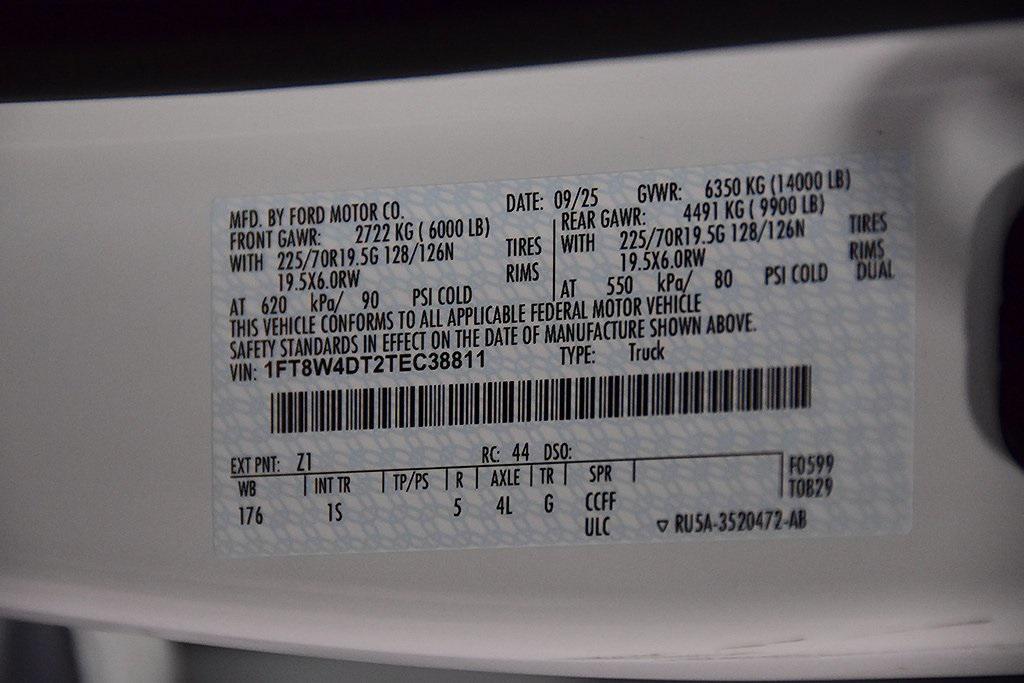 MFD. BY FORD MOTOR CO. DATE: 09/25 GVWR: 6350 KG (14000 LB)
FRONT GAWR: 2722 KG ( 6000 LB) REAR GAWR: 4491 KG ( 9900 LB)
WITH 225/70R19.5G 128/126N TIRES WITH 225/70R19.5G 128/126N TIRES
19.5X6.0RW RIMS 19.5X6.0RW RIMS
AT 620 kPa/ 90 PSI COLD AT 550 kPa/ 80 PSI COLD DUAL
THIS VEHICLE CONFORMS TO ALL APPLICABLE FEDERAL MOTOR VEHICLE
SAFETY STANDARDS IN EFFECT ON THE DATE OF MANUFACTURE SHOWN ABOVE.
VIN: 1FT8W4DT2TEC38811 TYPE: Truck
EXT PNT: Z1 RC: 44 DSO:
WB INT TR TP/PS R AXLE TR SPR F0599
176 1S 5 4L G CCFF T0B29
ULC ▽ RU5A-3520472-AB